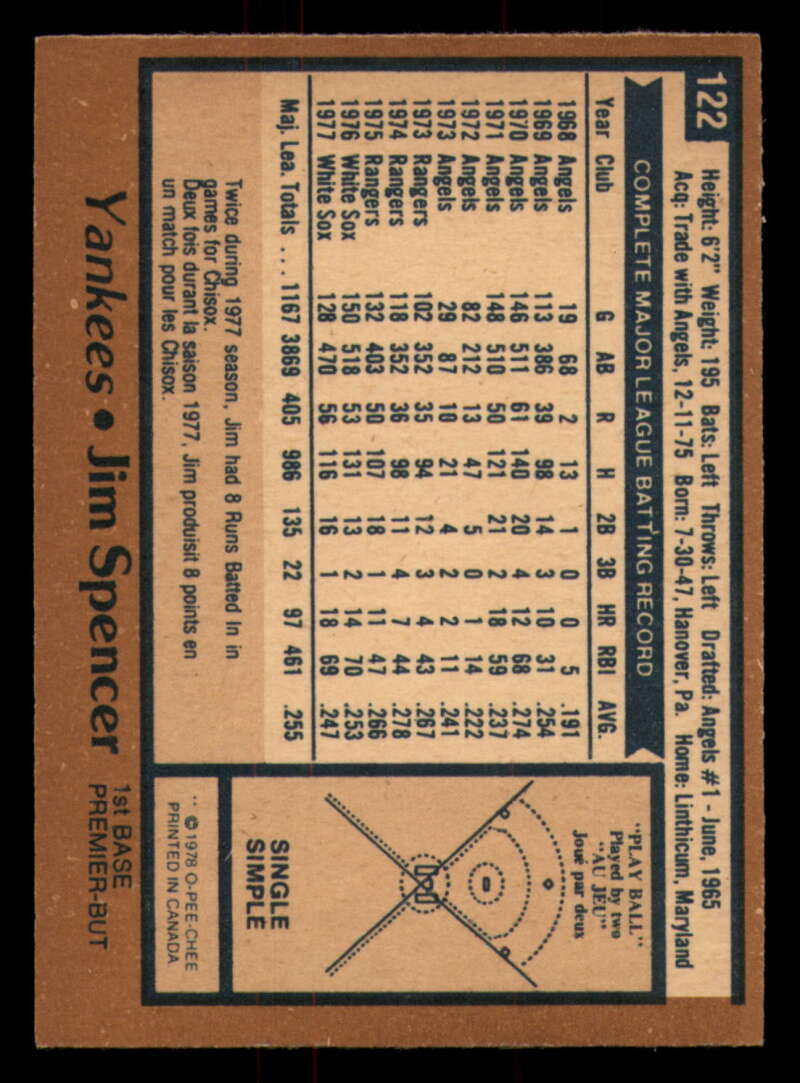 122
Height: 6'2" Weight: 195 Bats: Left Throws: Left Drafted: Angels #1 - June, 1965
Acq: Trade with Angels, 12-11-75 Born: 7-30-47, Hanover, Pa. Home: Linthicum, Maryland
COMPLETE MAJOR LEAGUE BATTING RECORD
Year Club G AB R H 2B 3B HR RBI AVG.
1968 Angels 19 68 2 13 1 0 0 5 .191
1969 Angels 113 386 39 98 14 3 10 31 .254
1970 Angels 146 511 61 140 20 4 12 68 .274
1971 Angels 148 510 50 121 21 2 18 59 .237
1972 Angels 82 212 13 47 5 0 1 14 .222
1973 Angels 29 87 10 21 4 2 2 11 .241
1973 Rangers 102 352 35 94 12 3 4 43 .267
1974 Rangers 118 352 36 98 11 4 7 44 .278
1975 Rangers 132 403 50 107 18 1 11 47 .266
1976 White Sox 150 518 53 131 13 2 14 70 .253
1977 White Sox 128 470 56 116 16 1 18 69 .247
Maj. Lea. Totals ... 1167 3869 405 986 135 22 97 461 .255
Twice during 1977 season, Jim had 8 Runs Batted In in
games for Chisox.
Deux fois durant la saison 1977, Jim produisit 8 points en
un match pour les Chisox.
"PLAY BALL"
Played by two
"AU JEU"
Joué par deux
SINGLE
SIMPLE
** © 1978 O-PEE-CHEE
PRINTED IN CANADA
Yankees • Jim Spencer
1st BASE
PREMIER-BUT